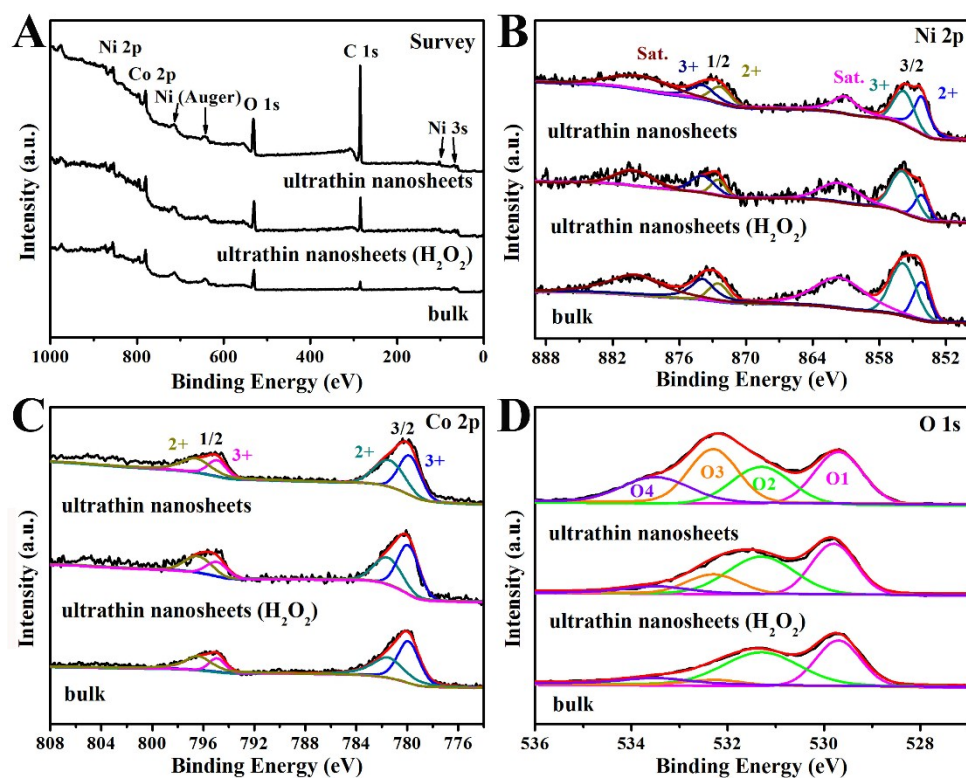 A
Survey
Ni 2p
Co 2p
Ni (Auger)
O 1s
C 1s
Ni 3s
ultrathin nanosheets
ultrathin nanosheets (H₂O₂)
bulk
Intensity (a.u.)
1000 800 600 400 200 0
Binding Energy (eV)
B
Ni 2p
Sat. 3+ 1/2 2+ Sat. 3+ 3/2 2+
ultrathin nanosheets
ultrathin nanosheets (H₂O₂)
bulk
Intensity (a.u.)
888 882 876 870 864 858 852
Binding Energy (eV)
C
Co 2p
2+ 1/2 3+ 2+ 3/2 3+
ultrathin nanosheets
ultrathin nanosheets (H₂O₂)
bulk
Intensity (a.u.)
808 804 800 796 792 788 784 780 776
Binding Energy (eV)
D
O 1s
O4 O3 O2 O1
ultrathin nanosheets
ultrathin nanosheets (H₂O₂)
bulk
Intensity (a.u.)
536 534 532 530 528
Binding Energy (eV)